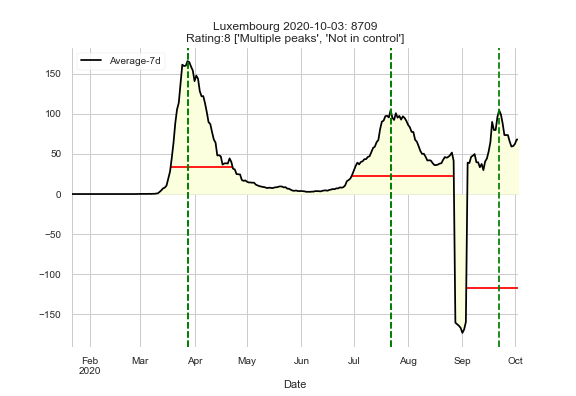 Luxembourg 2020-10-03: 8709
Rating:8 ['Multiple peaks', 'Not in control']
Average-7d
150
100
50
0
−50
−100
−150
Feb
2020
Mar
Apr
May
Jun
Jul
Aug
Sep
Oct
Date